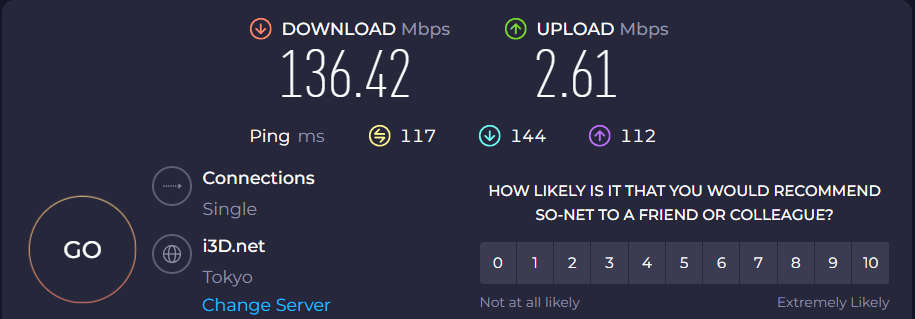 DOWNLOAD Mbps
136.42
UPLOAD Mbps
2.61
Ping ms 117 144 112
Connections
Single
i3D.net
Tokyo
Change Server
GO
HOW LIKELY IS IT THAT YOU WOULD RECOMMEND
SO-NET TO A FRIEND OR COLLEAGUE?
0 1 2 3 4 5 6 7 8 9 10
Not at all likely Extremely Likely